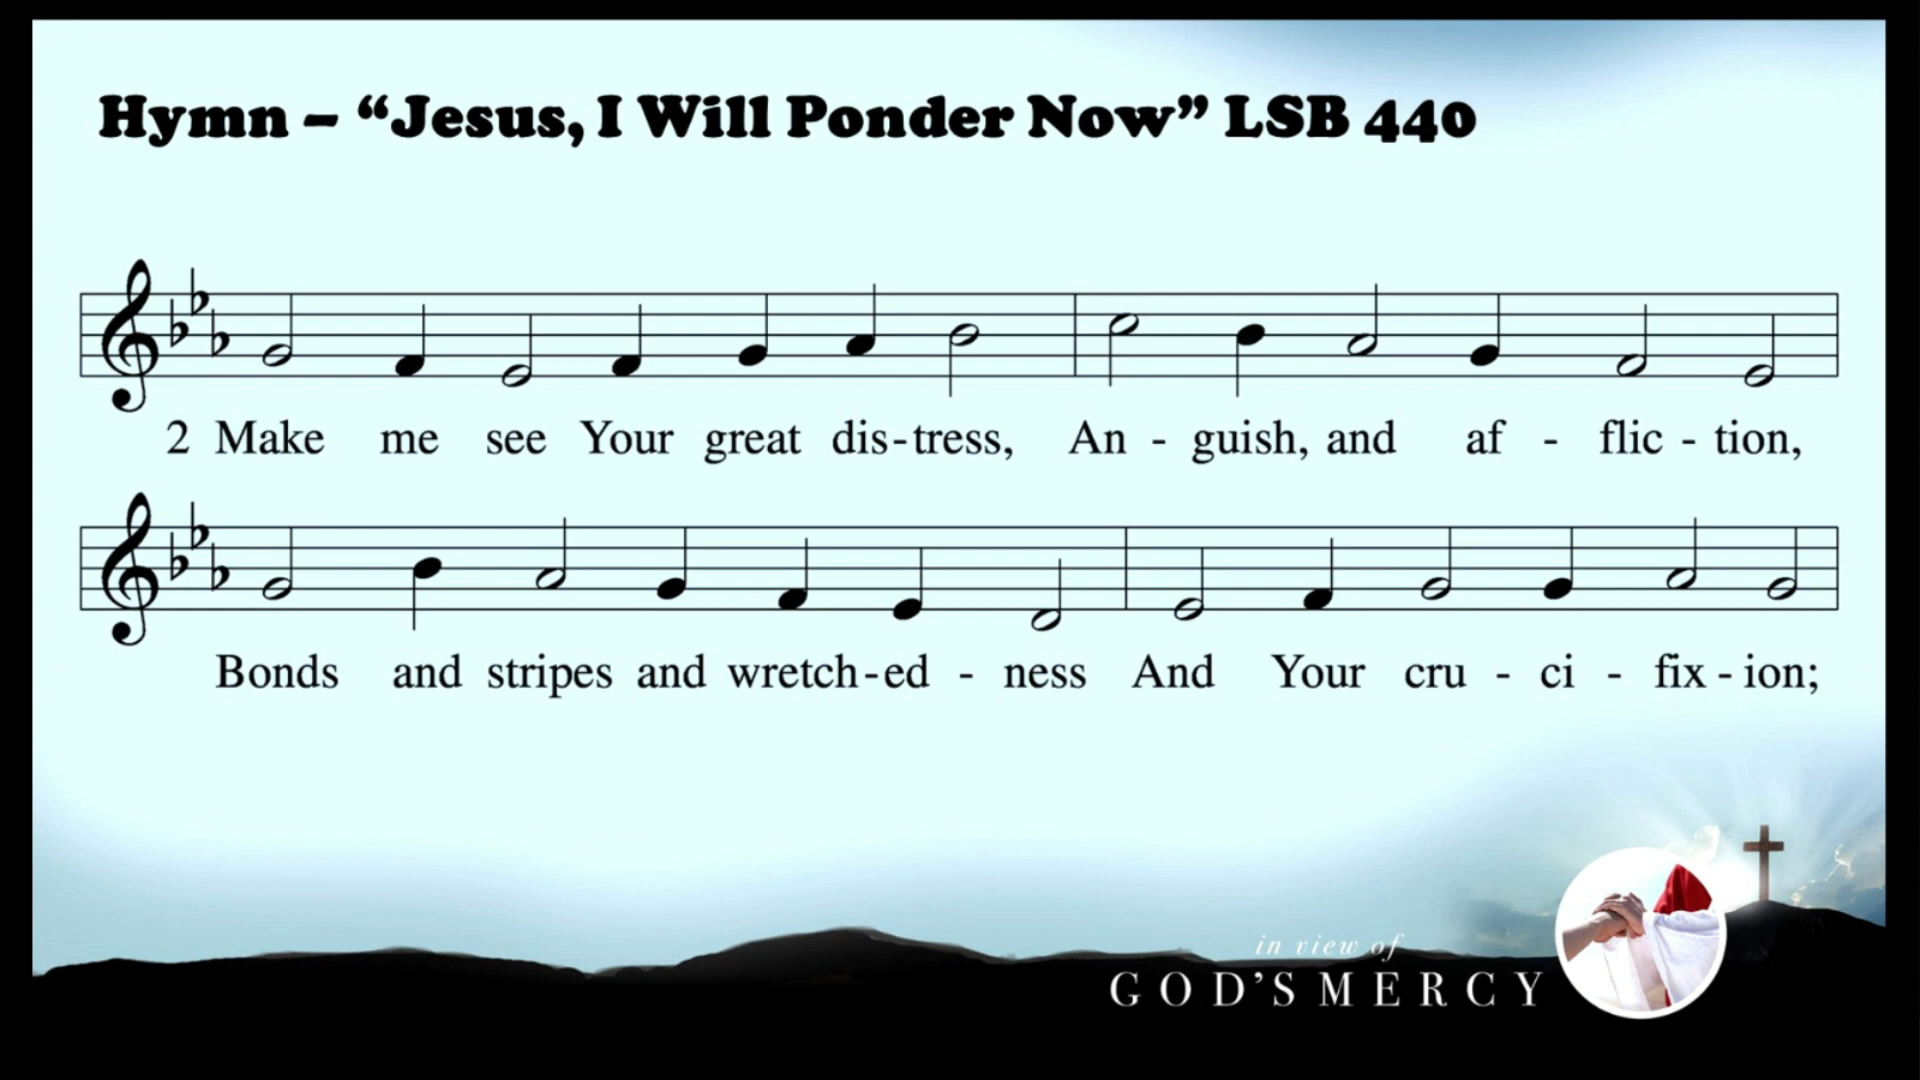 Hymn – “Jesus, I Will Ponder Now” LSB 440
2 Make me see Your great dis-tress, An - guish, and af - flic - tion,
Bonds and stripes and wretch-ed - ness And Your cru - ci - fix - ion;
in view of
GOD'S MERCY